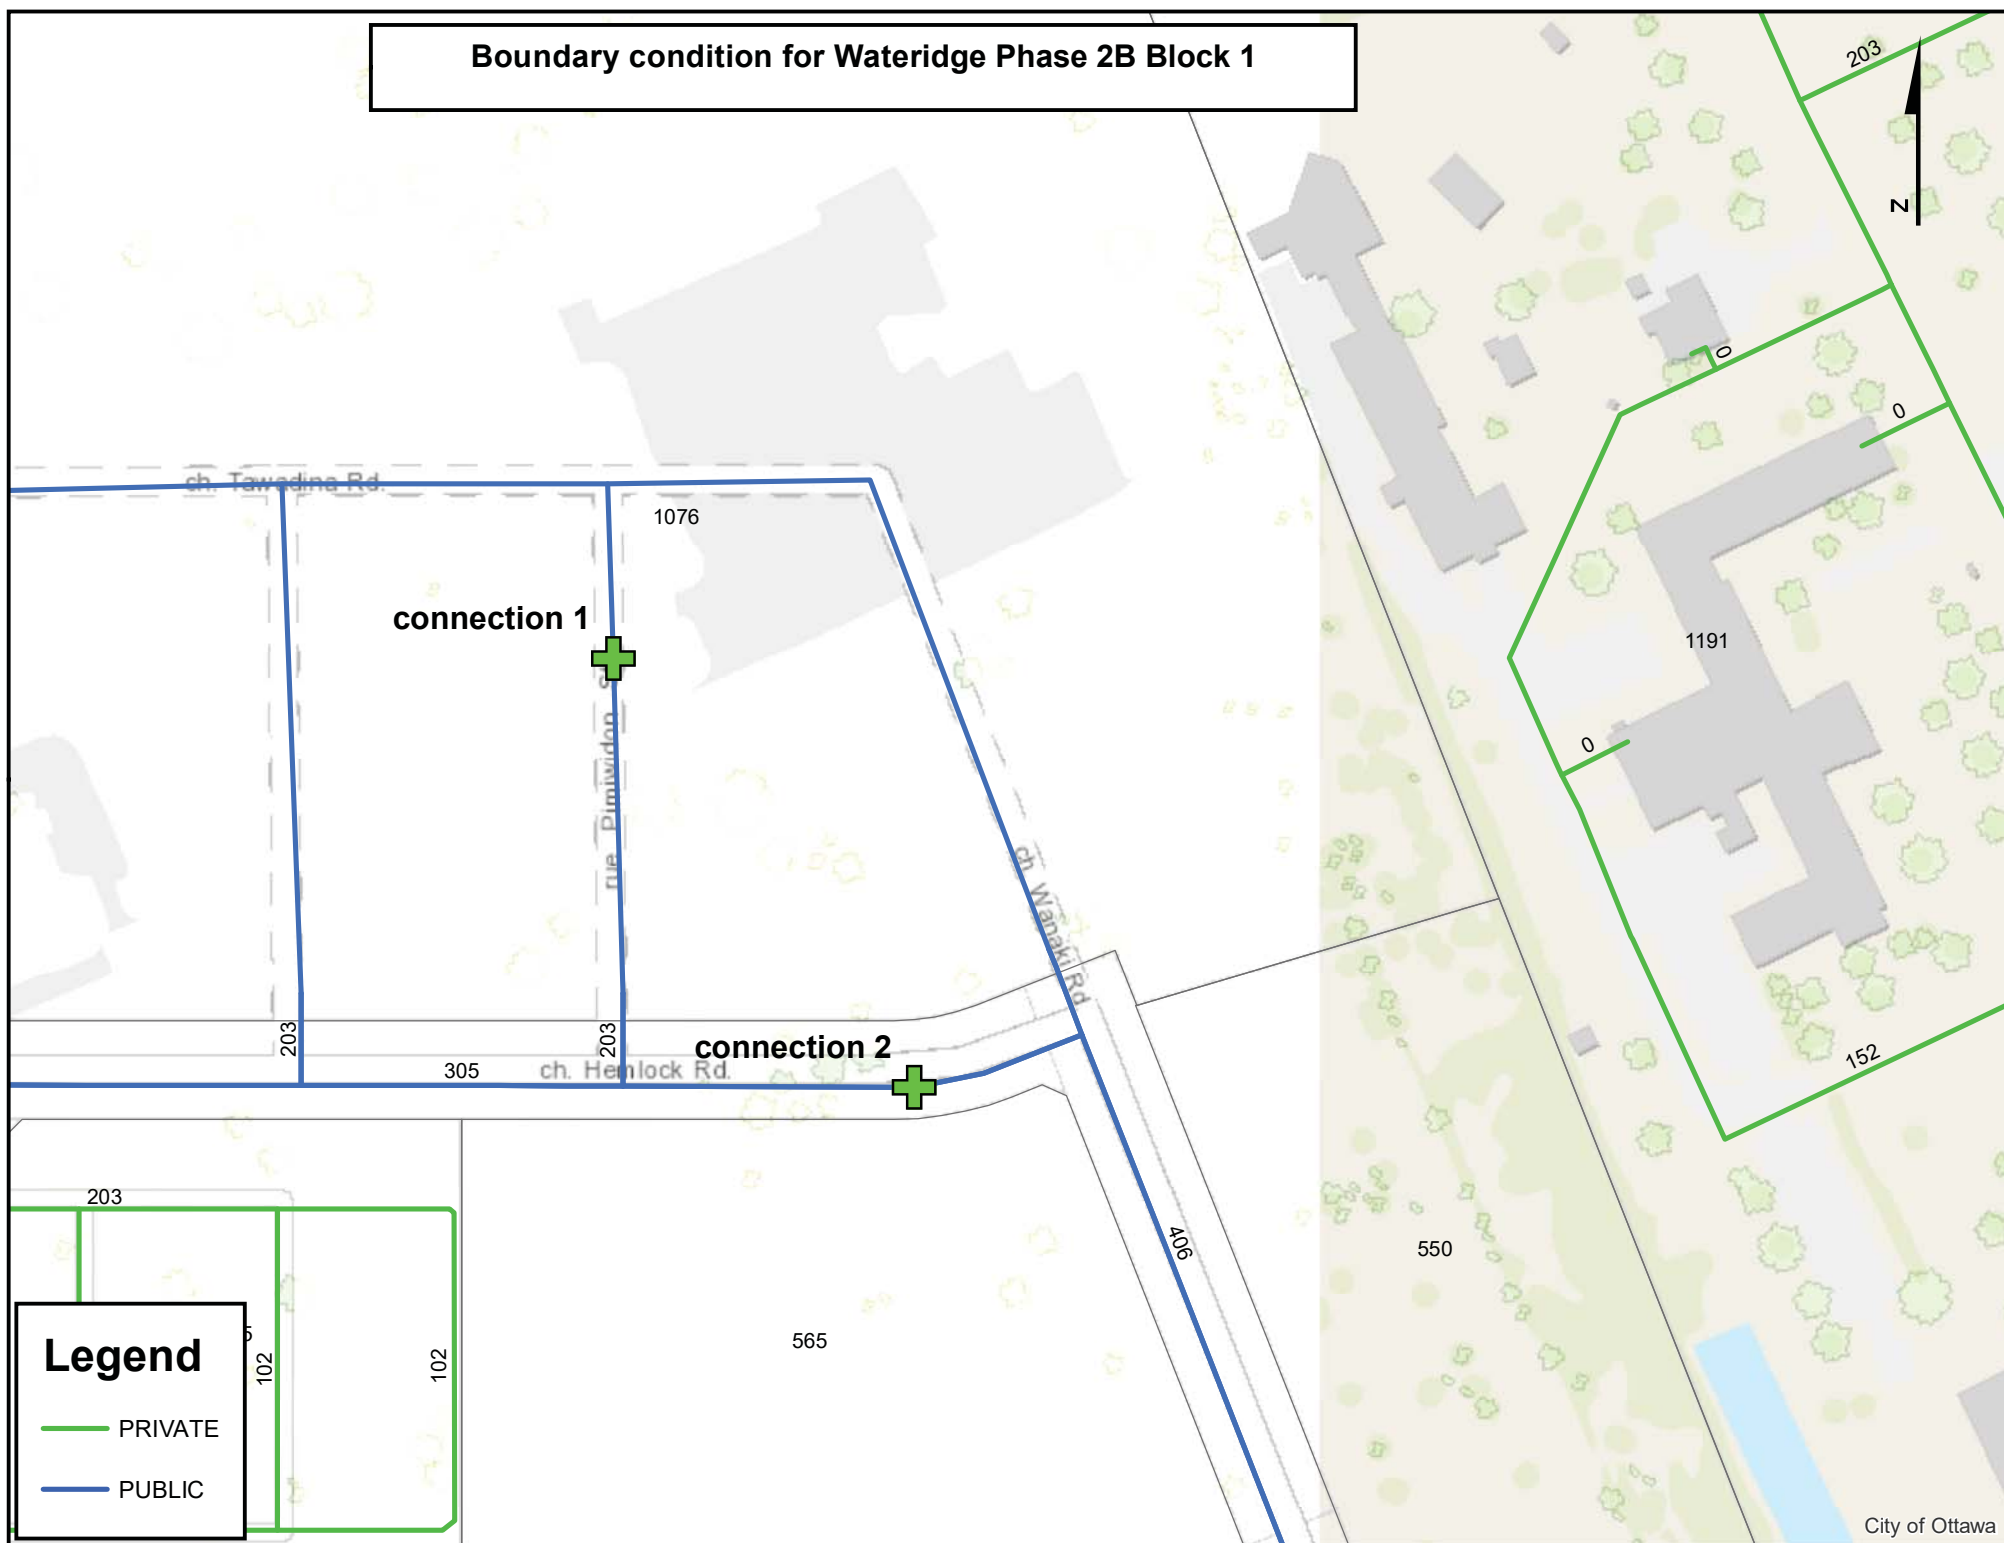 Boundary condition for Wateridge Phase 2B Block 1
203
N
0
0
ch. Tawadina Rd.
1076
connection 1
1191
rue Pimiwidon
0
ch. Wanaki Rd
203
203
connection 2
305
ch. Hemlock Rd.
152
203
406
550
565
102
102
Legend
PRIVATE
PUBLIC
City of Ottawa